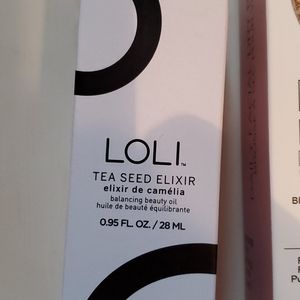 LOLI™
TEA SEED ELIXIR
elixir de camélia
balancing beauty oil
huile de beauté équilibrante
0.95 FL. OZ. / 28 ML